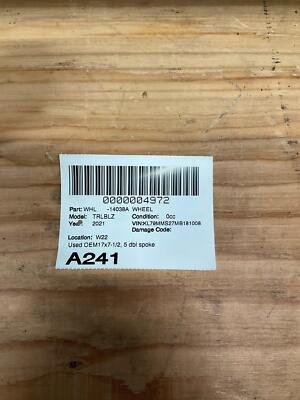 0000004972
Part: WHL -14038A WHEEL
Model: TRLBLZ Condition: 0cc
Year: 2021 VIN:KL79MMS27MB181008
Damage Code:
Location: W22
Used OEM17x7-1/2, 5 dbl spoke
A241